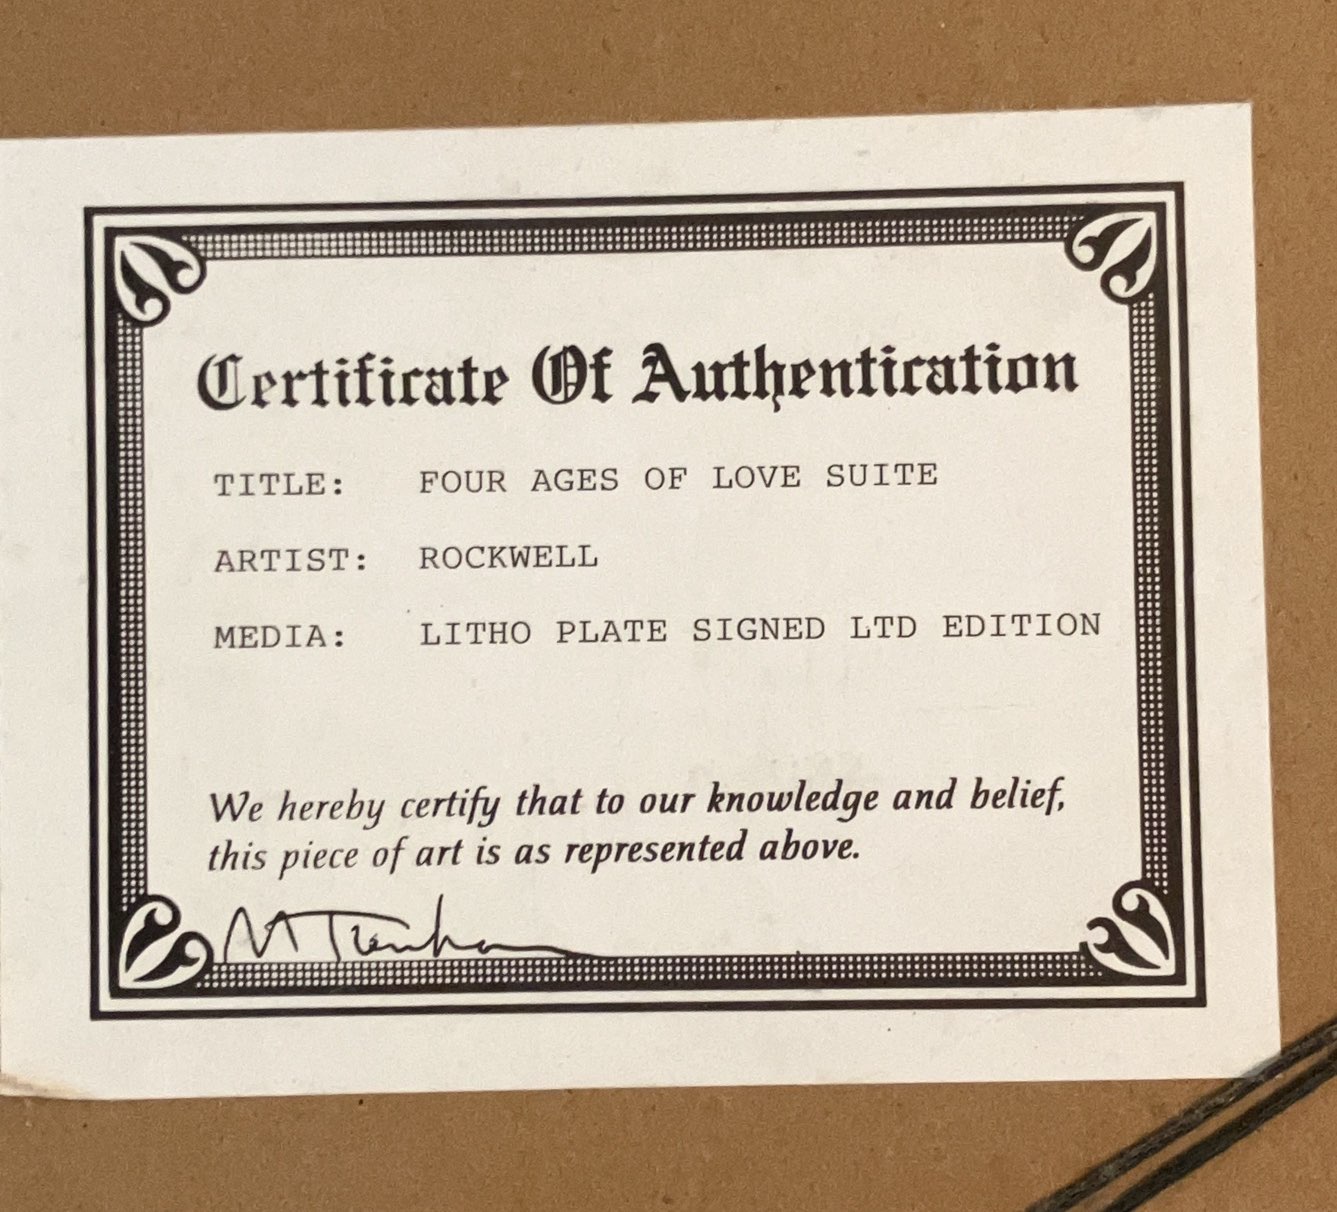 Certificate Of Authentication
TITLE: FOUR AGES OF LOVE SUITE
ARTIST: ROCKWELL
MEDIA: LITHO PLATE SIGNED LTD EDITION
We hereby certify that to our knowledge and belief,
this piece of art is as represented above.